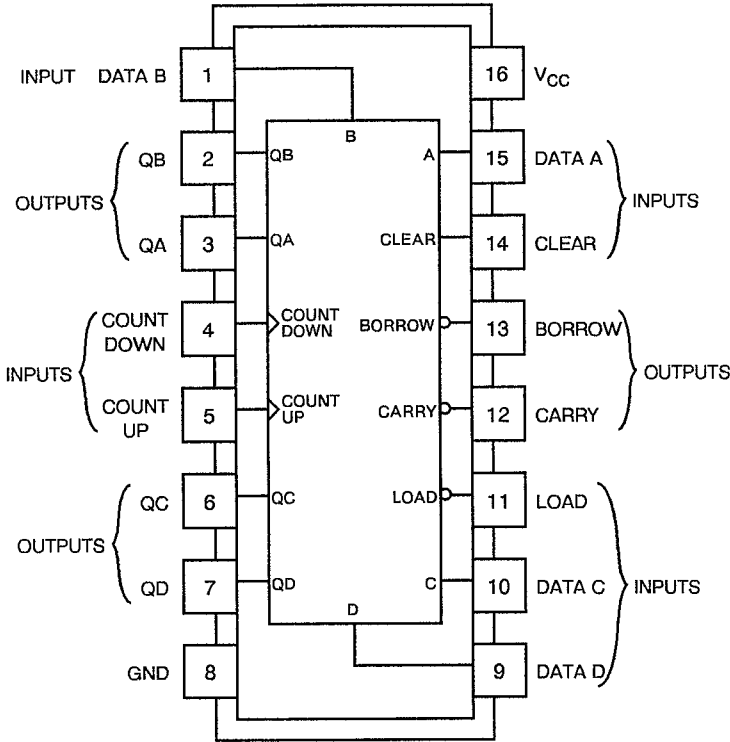 INPUT DATA B
1
16
VCC
B
QB
2
QB
A
15
DATA A
OUTPUTS
INPUTS
QA
3
QA
CLEAR
14
CLEAR
COUNT
DOWN
4
COUNT
DOWN
BORROW
13
BORROW
INPUTS
OUTPUTS
COUNT
UP
5
COUNT
UP
CARRY
12
CARRY
QC
6
QC
LOAD
11
LOAD
OUTPUTS
INPUTS
QD
7
QD
C
10
DATA C
D
GND
8
9
DATA D